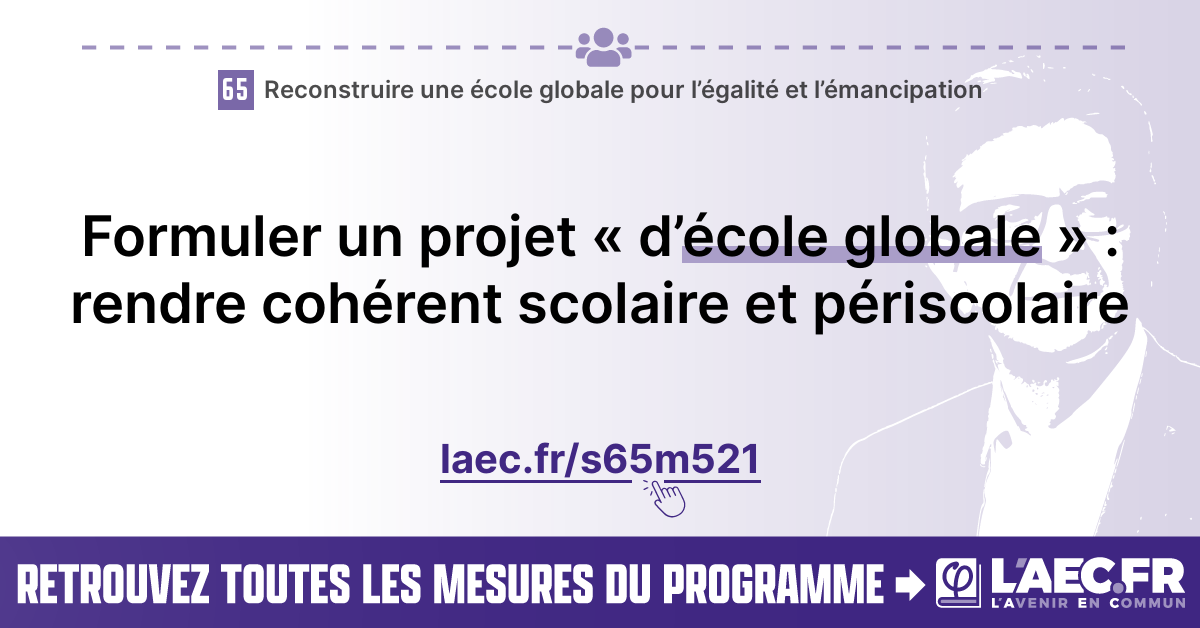 65 Reconstruire une école globale pour l’égalité et l’émancipation
Formuler un projet « d’école globale » :
rendre cohérent scolaire et périscolaire
laec.fr/s65m521
RETROUVEZ TOUTES LES MESURES DU PROGRAMME
L'AEC.FR
L'AVENIR EN COMMUN